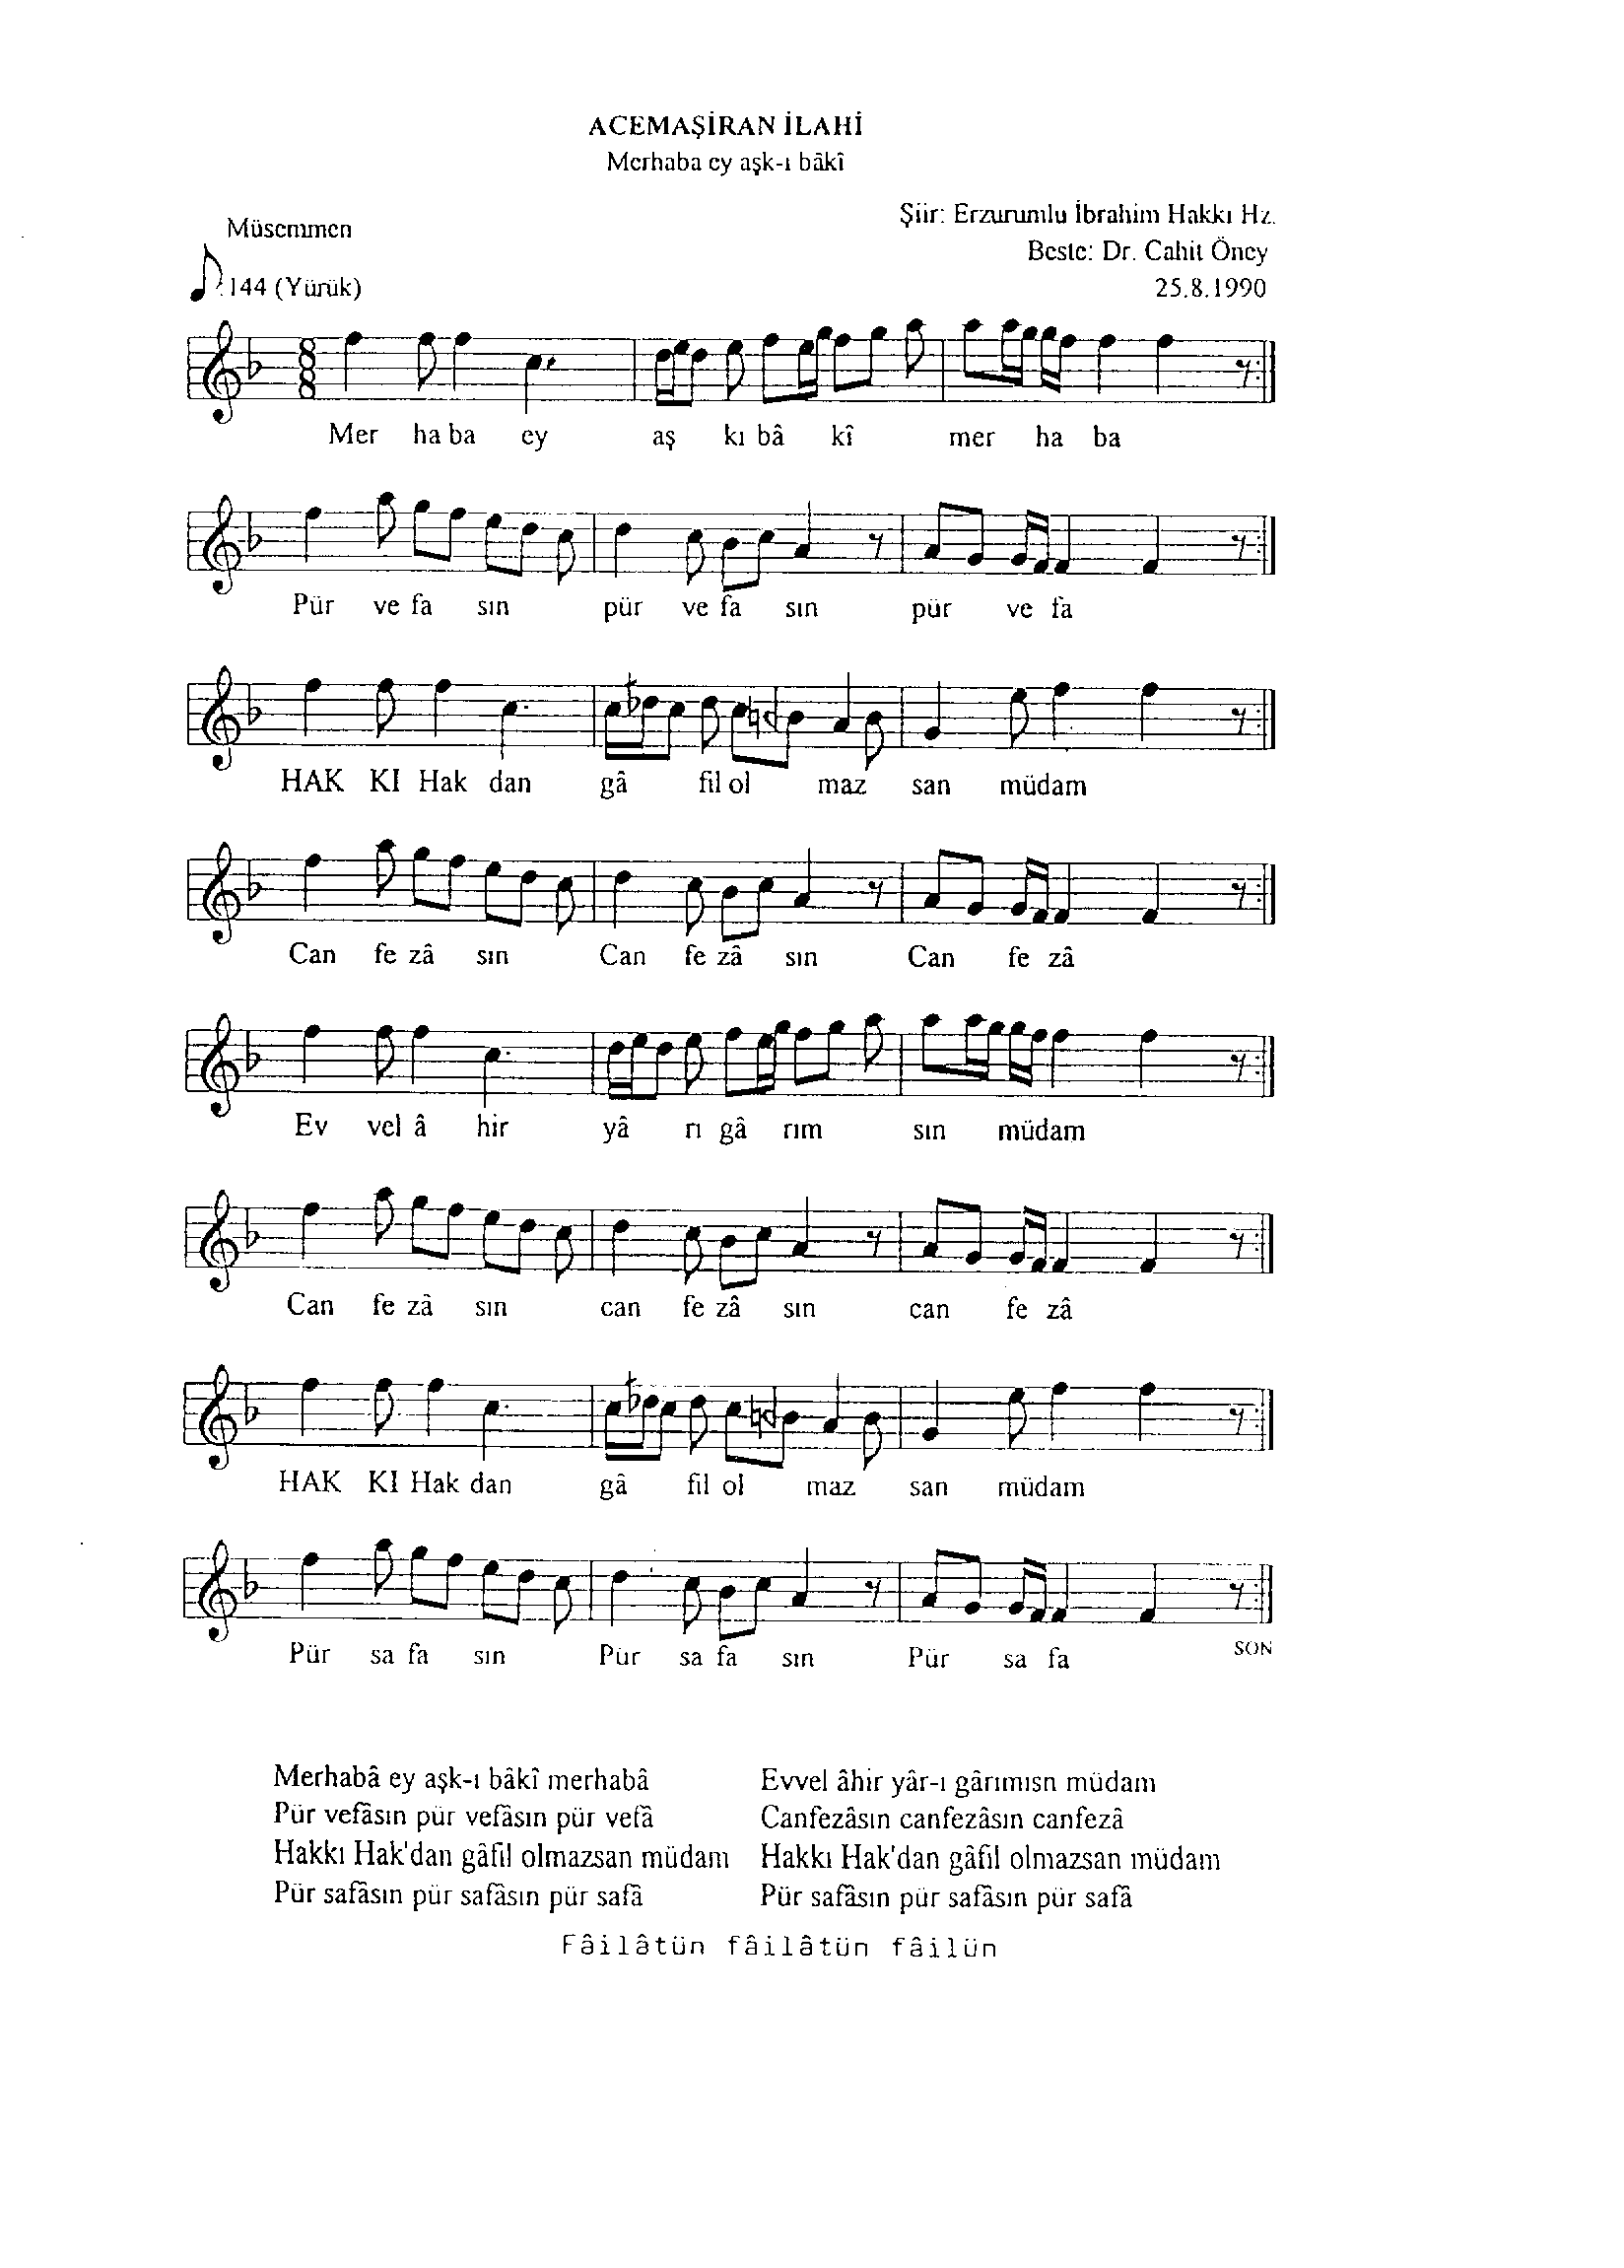 ACEMAŞİRAN İLAHİ
Merhaba ey aşk-ı bâkî
Şiir: Erzurumlu İbrahim Hakkı Hz.
Müsemmen
Beste: Dr. Cahit Öney
144 (Yürük)
25.8.1990
8
8
Mer ha ba ey aş kı bâ kî mer ha ba
Pür ve fa sın pür ve fa sın pür ve fa
HAK KI Hak dan gâ fil ol maz san müdam
Can fe zâ sın Can fe zâ sın Can fe zâ
Ev vel â hir yâ rı gâ rım sın müdam
Can fe zâ sın can fe zâ sın can fe zâ
HAK KI Hak dan gâ fil ol maz san müdam
Pür sa fa sın Pür sa fa sın Pür sa fa
SON
Merhabâ ey aşk-ı bâkî merhabâ
Pür vefâsın pür vefâsın pür vefâ
Hakkı Hak'dan gâfil olmazsan müdam
Pür safâsın pür safâsın pür safâ
Evvel âhir yâr-ı gârımısn müdam
Canfezâsın canfezâsın canfezâ
Hakkı Hak'dan gâfil olmazsan müdam
Pür safâsın pür safâsın pür safâ
Fâilâtün fâilâtün fâilün